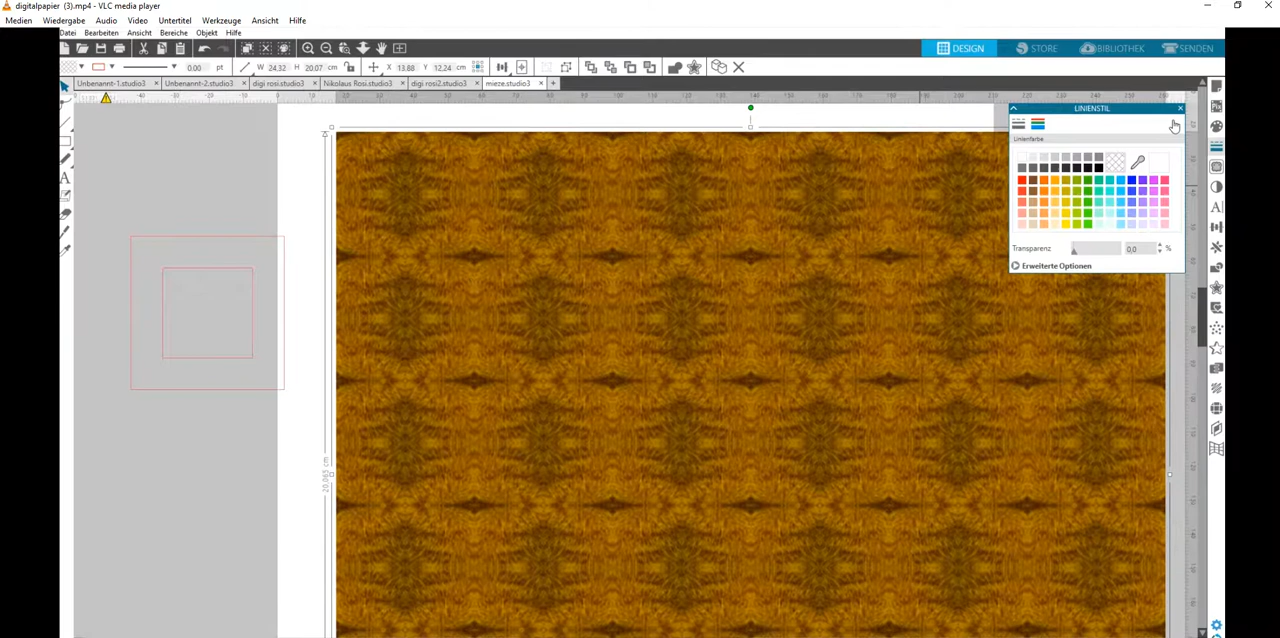 digitalpapier (3).mp4 - VLC media player
Medien Wiedergabe Audio Video Untertitel Werkzeuge Ansicht Hilfe
Datei Bearbeiten Ansicht Bereiche Objekt Hilfe
DESIGN STORE BIBLIOTHEK SENDEN
0.00 pt W 24,32 H 20.07 cm X 13.88 Y 12,24 cm
Unbenannt-1.studio3 Unbenannt-2.studio3 digi rosi.studio3 Nikolaus Rosi.studio3 digi rosi2.studio3 mieze.studio3
LINIENSTIL
Linienfarbe
Transparenz 0,0 %
Erweiterte Optionen
20,065 cm